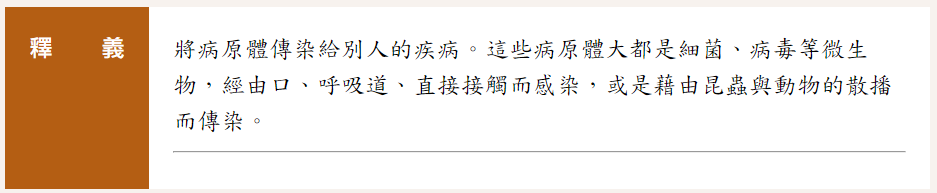 釋義
將病原體傳染給別人的疾病。這些病原體大都是細菌、病毒等微生
物，經由口、呼吸道、直接接觸而感染，或是藉由昆蟲與動物的散播
而傳染。